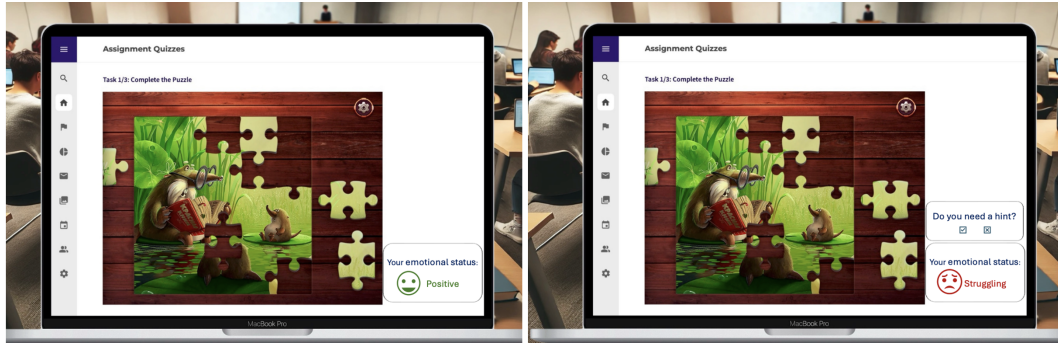 Assignment Quizzes
Task 1/3: Complete the Puzzle
Your emotional status:
Positive
MacBook Pro
Assignment Quizzes
Task 1/3: Complete the Puzzle
Do you need a hint?
Your emotional status:
Struggling
MacBook Pro